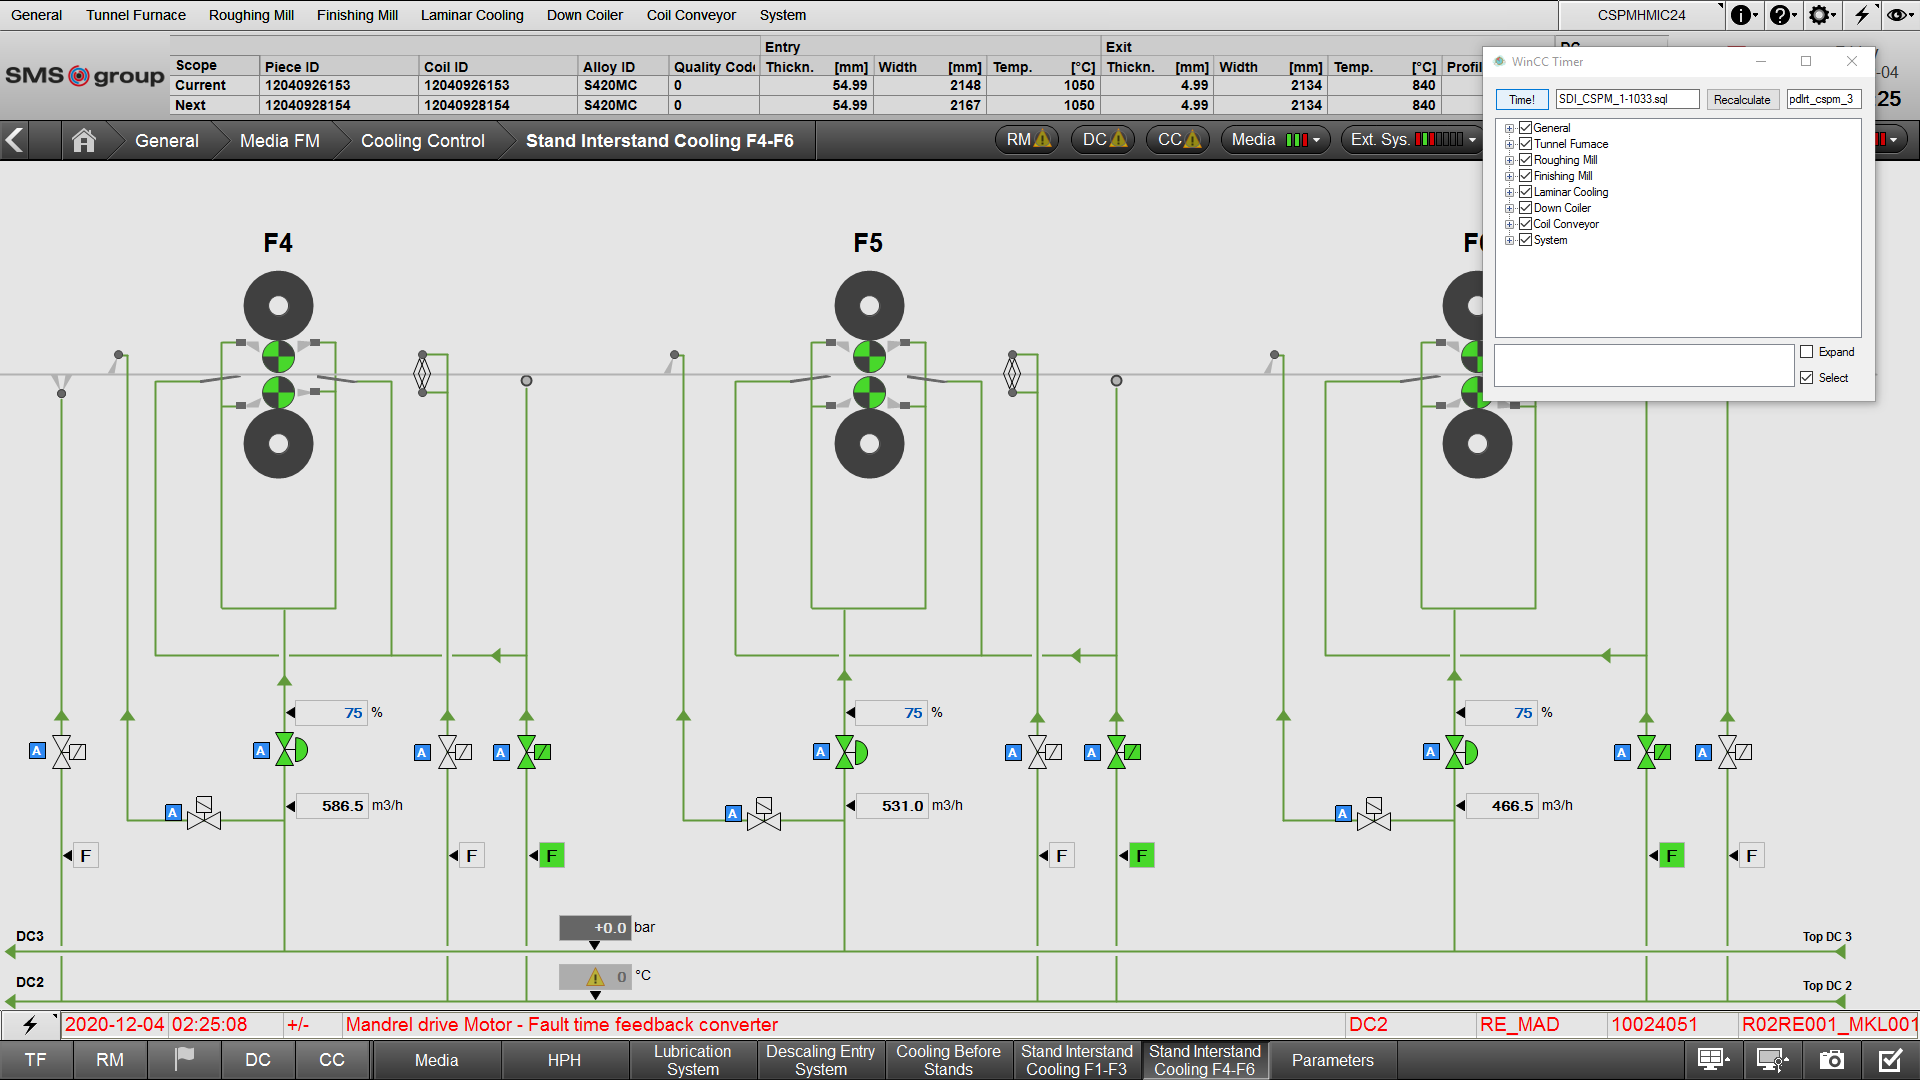 General Tunnel Furnace Roughing Mill Finishing Mill Laminar Cooling Down Coiler Coil Conveyor System CSPMHMIC24
SMS group
Entry Exit
Scope Piece ID Coil ID Alloy ID Quality Code Thickn. [mm] Width [mm] Temp. [°C] Thickn. [mm] Width [mm] Temp. [°C] Profil
Current 12040926153 12040926153 S420MC 0 54.99 2148 1050 4.99 2134 840
Next 12040928154 12040928154 S420MC 0 54.99 2167 1050 4.99 2134 840
-04
25
WinCC Timer
Time! SDI_CSPM_1-1033.sql Recalculate pdlrt_cspm_3
General
Tunnel Furnace
Roughing Mill
Finishing Mill
Laminar Cooling
Down Coiler
Coil Conveyor
System
Expand
Select
General Media FM Cooling Control Stand Interstand Cooling F4-F6 RM DC CC Media Ext. Sys.
F4 F5
75 % 75 % 75 %
A A A A A A A A A A A
A A A
586.5 m3/h 531.0 m3/h 466.5 m3/h
F F F F F F F
+0.0 bar
DC3 Top DC 3
0 °C
DC2 Top DC 2
2020-12-04 02:25:08 +/- Mandrel drive Motor - Fault time feedback converter DC2 RE_MAD 10024051 R02RE001_MKL001
TF RM DC CC Media HPH Lubrication System Descaling Entry System Cooling Before Stands Stand Interstand Cooling F1-F3 Stand Interstand Cooling F4-F6 Parameters